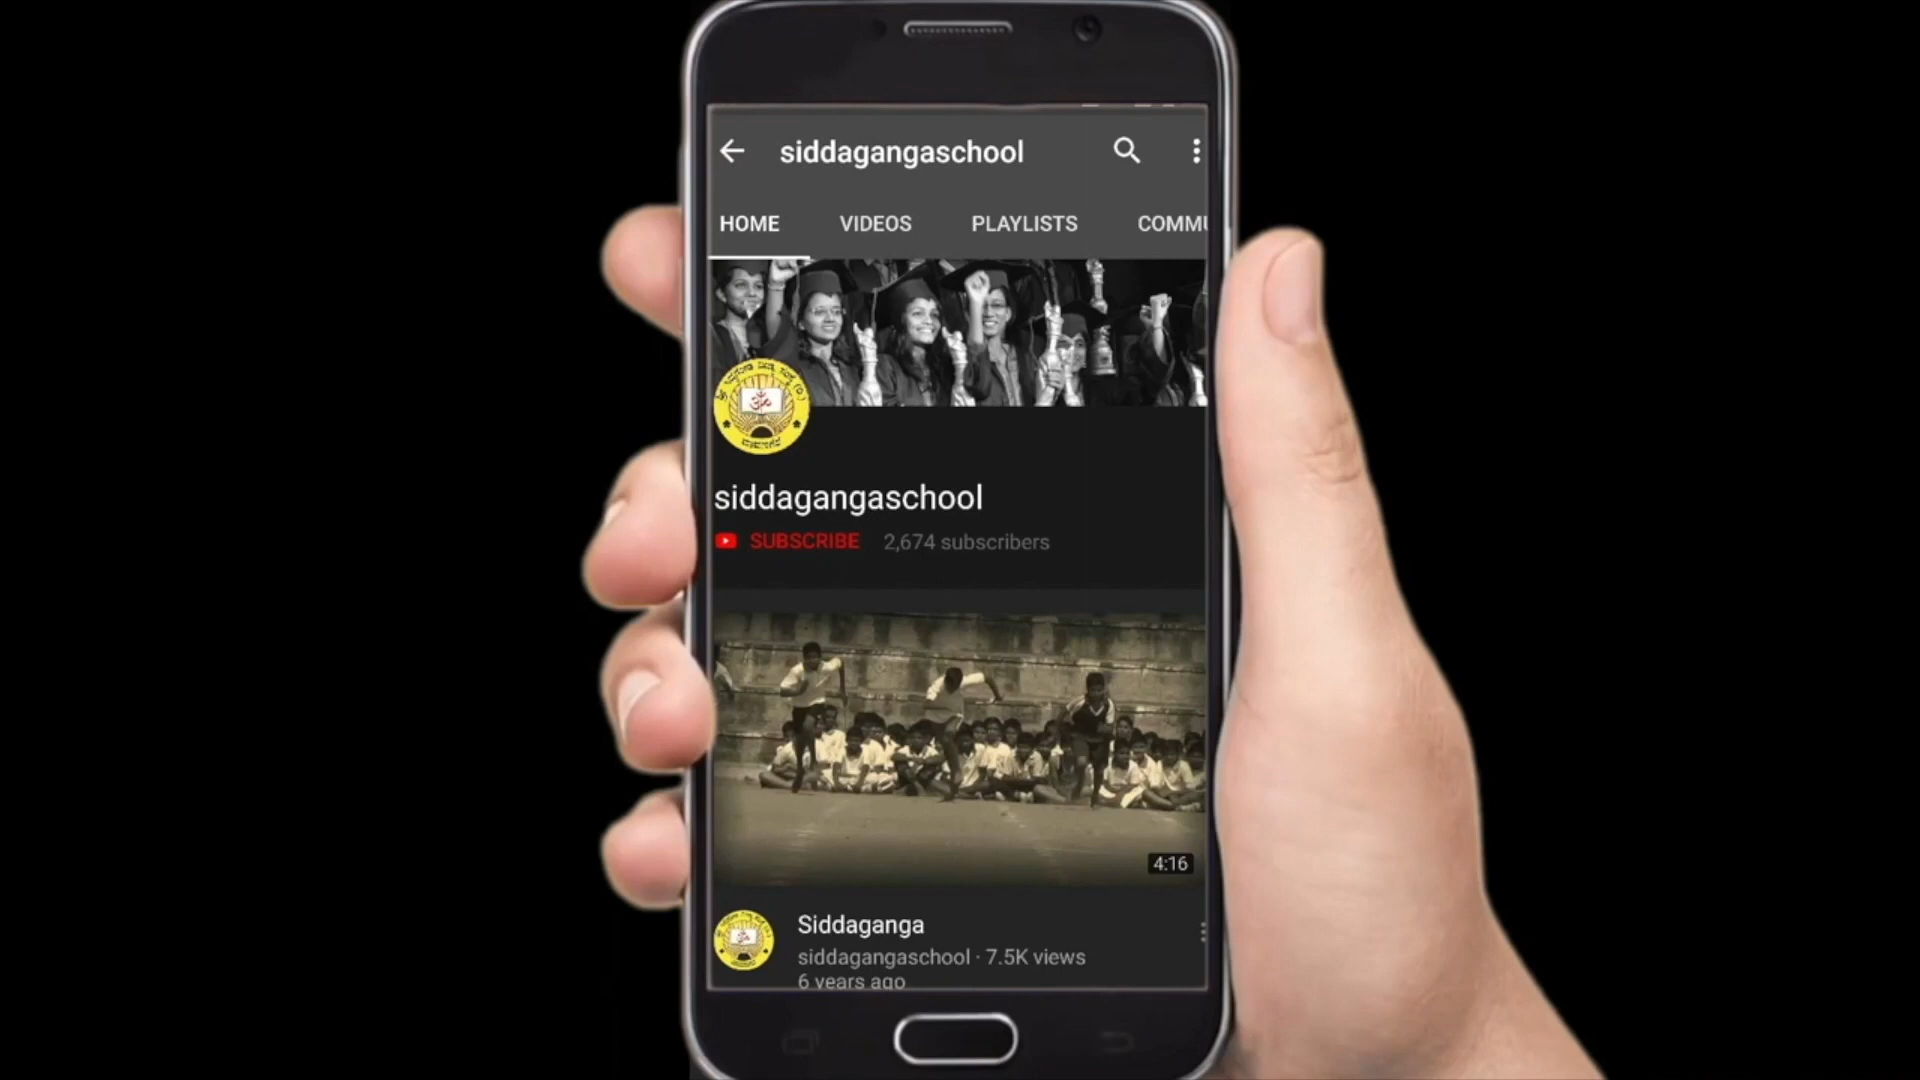 siddagangaschool
HOME VIDEOS PLAYLISTS COMMU
siddagangaschool
SUBSCRIBE 2,674 subscribers
4:16
Siddaganga
siddagangaschool · 7.5K views
6 years ago